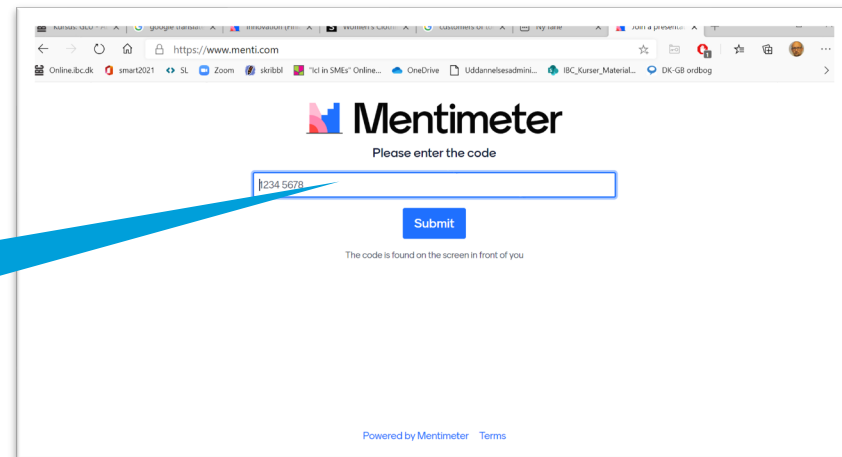 https://www.menti.com
Online.ibc.dk smart2021 SL Zoom skribbl "Icl in SMEs" Online... OneDrive Uddannelsesadmini... IBC_Kurser_Material... DK-GB ordbog
Mentimeter
Please enter the code
1234 5678
Submit
The code is found on the screen in front of you
Powered by Mentimeter Terms